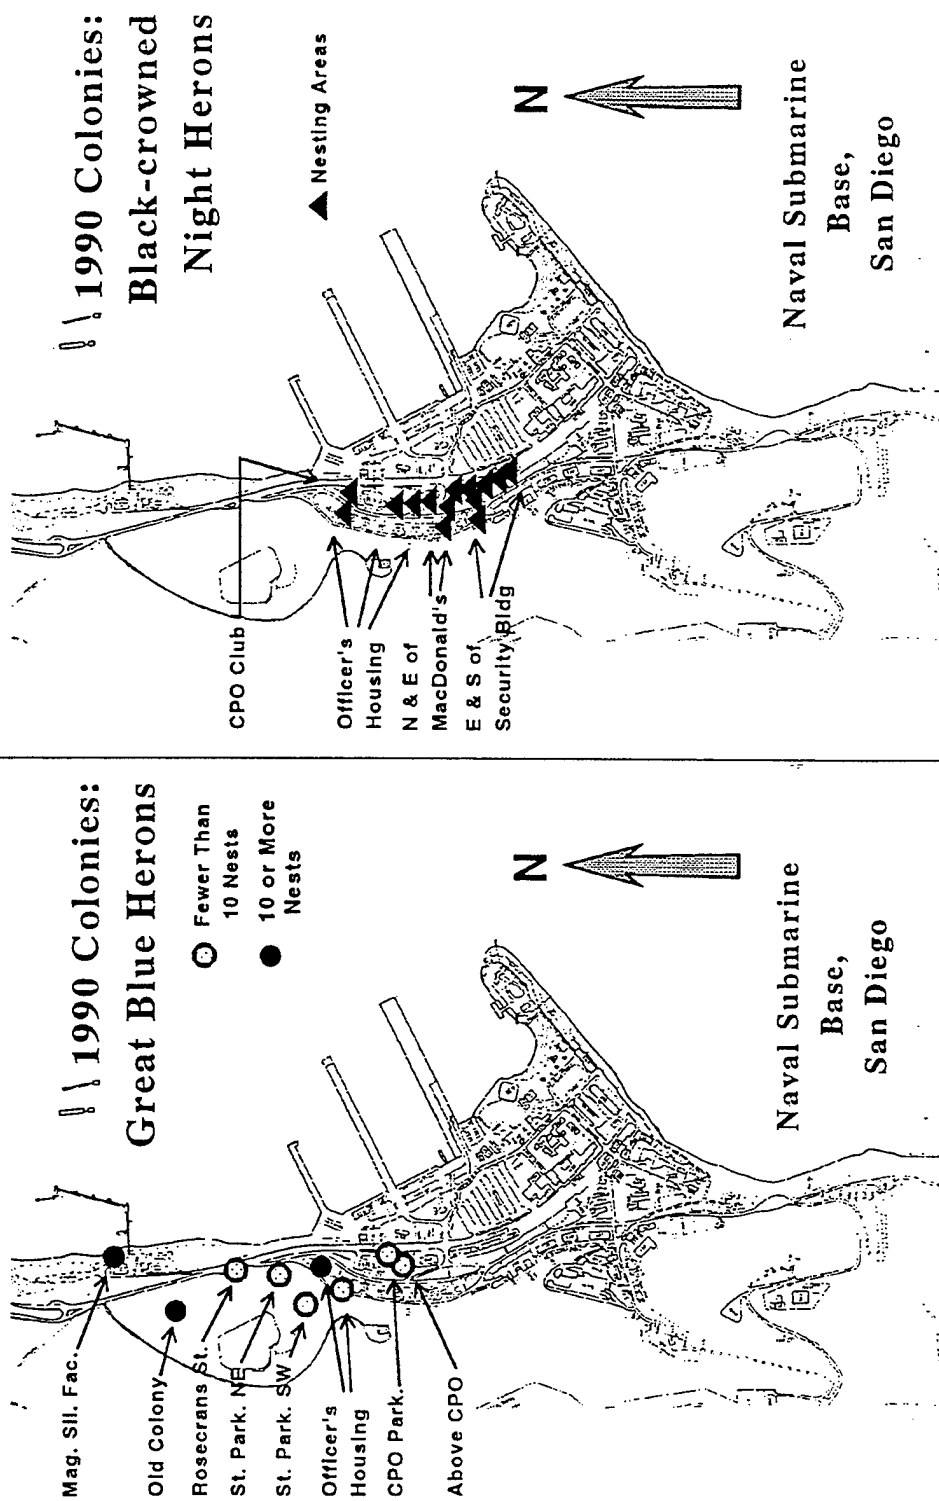 1990 Colonies:
Great Blue Herons
Fewer Than
10 Nests
10 or More
Nests
Mag. Sil. Fac.
Old Colony
Rosecrans St.
St. Park. NE
St. Park. SW
Officer's
Housing
CPO Park.
Above CPO
N
Naval Submarine
Base,
San Diego
1990 Colonies:
Black-crowned
Night Herons
Nesting Areas
CPO Club
Officer's
Housing
N & E of
MacDonald's
E & S of
Security Bldg
N
Naval Submarine
Base,
San Diego